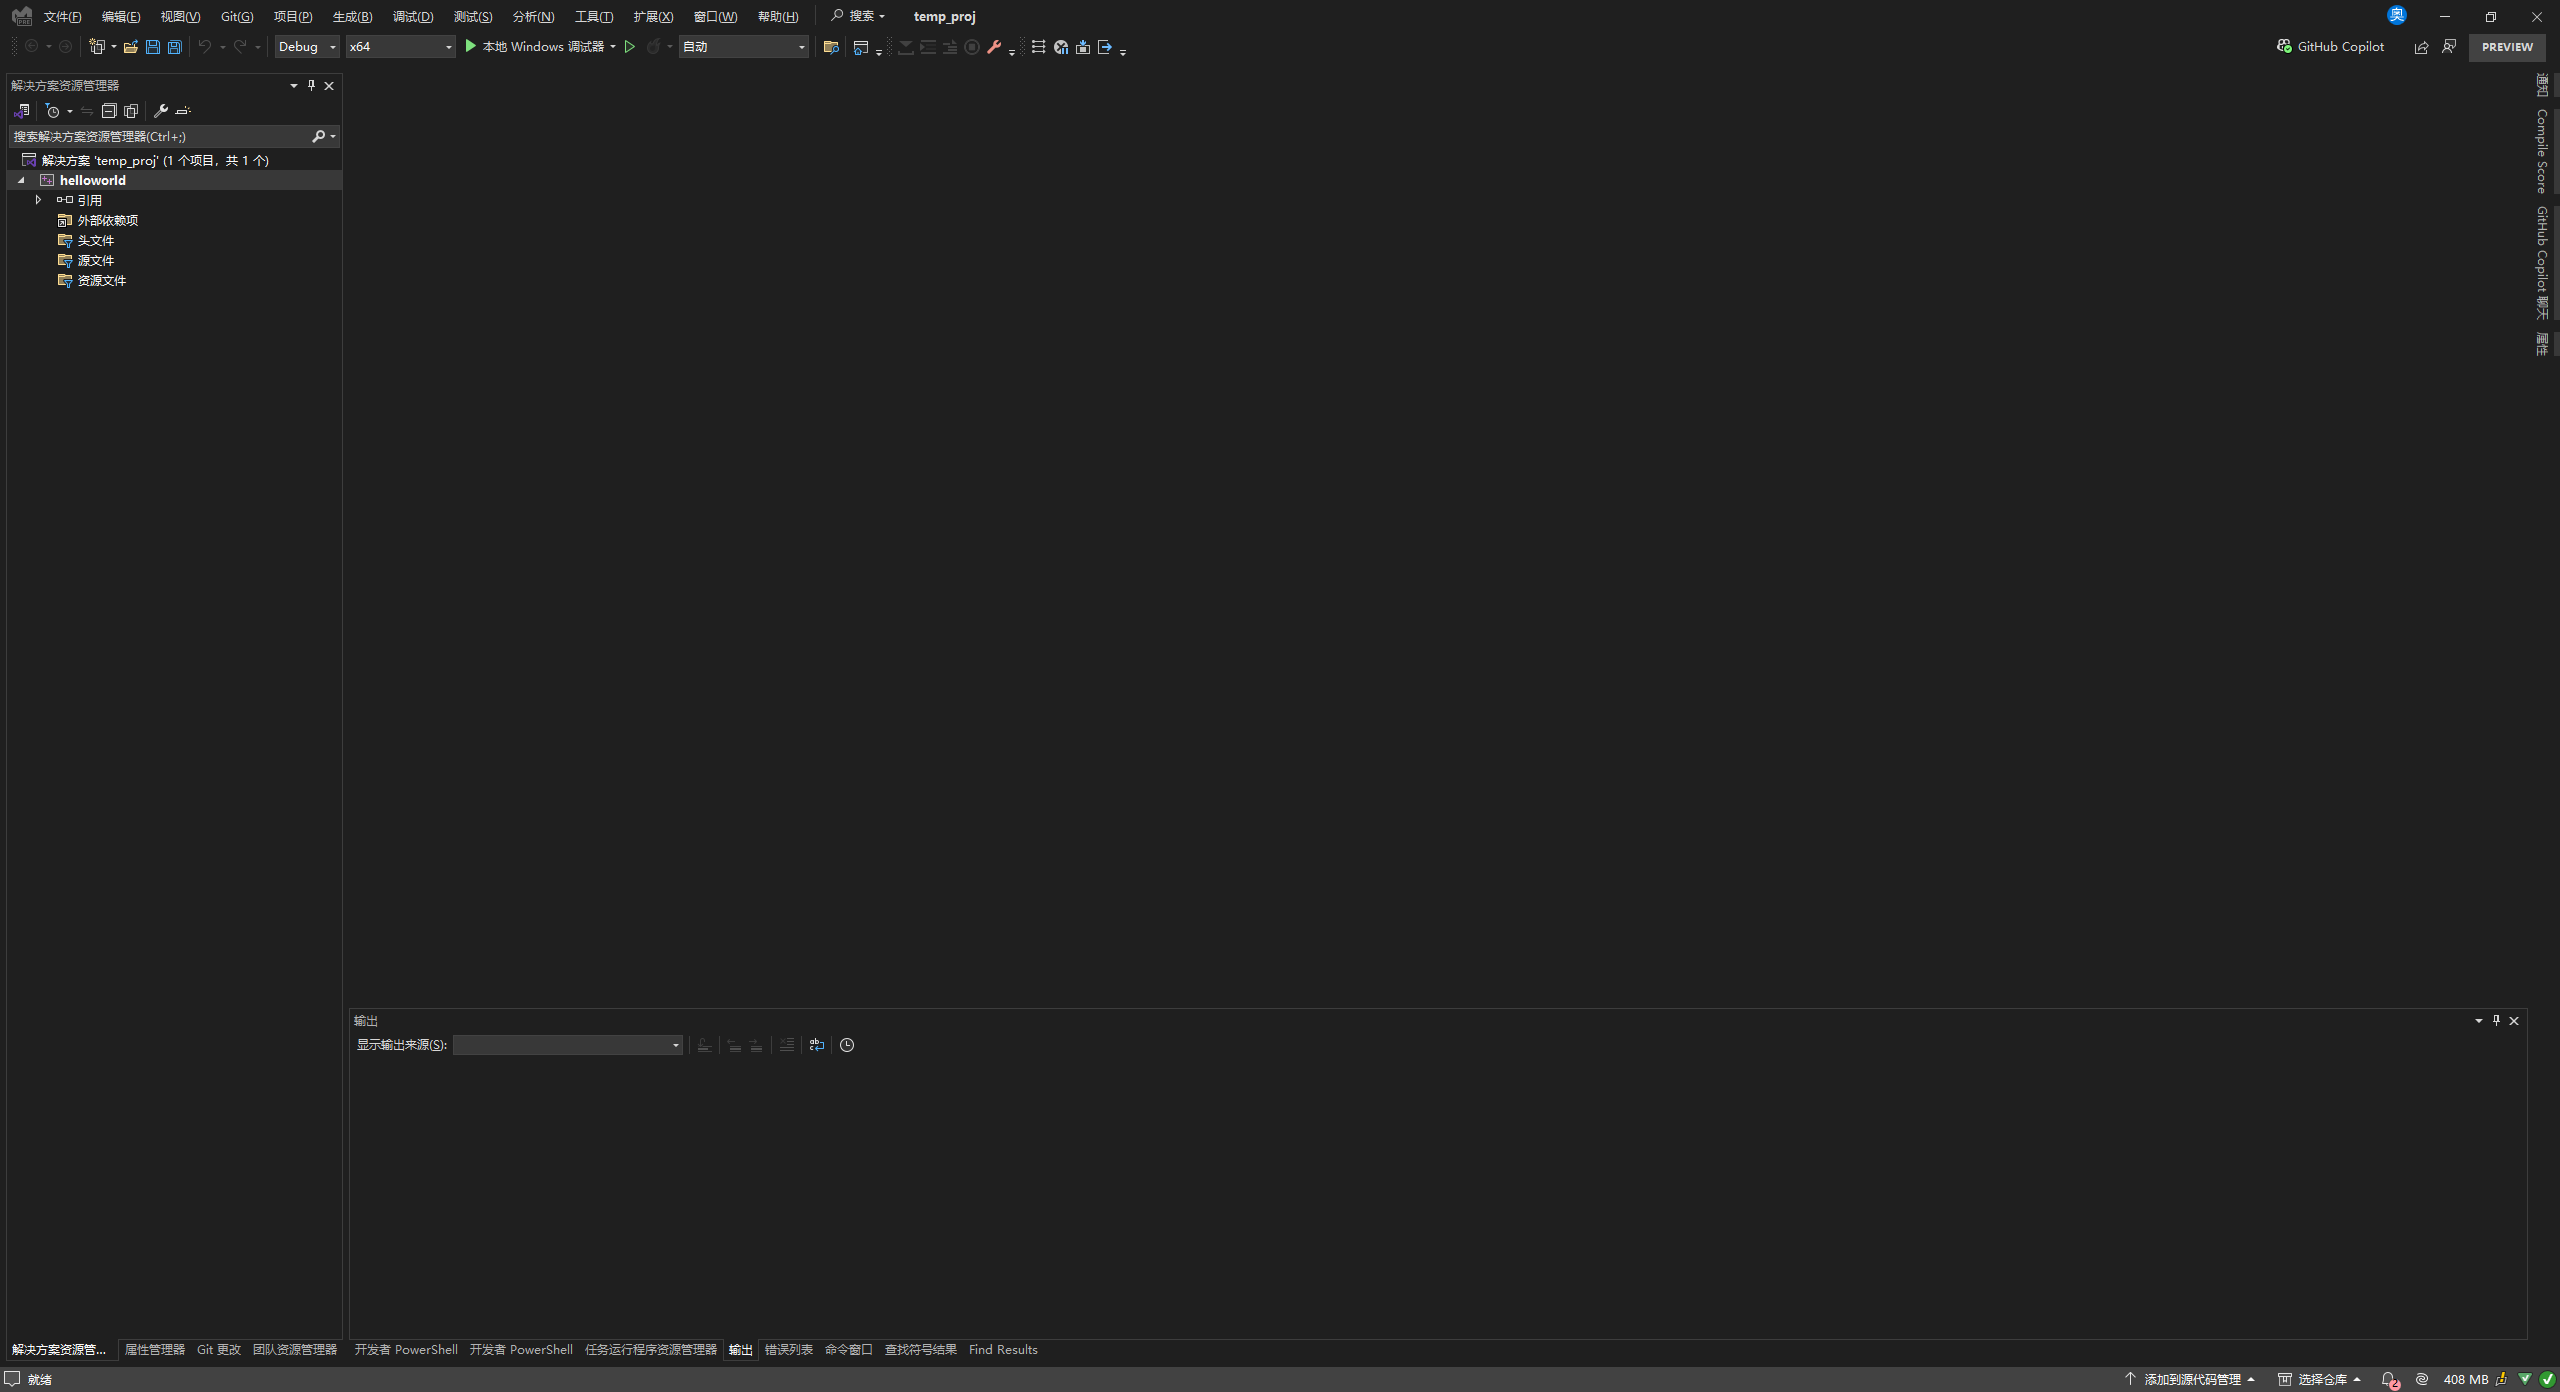 文件(F) 编辑(E) 视图(V) Git(G) 项目(P) 生成(B) 调试(D) 测试(S) 分析(N) 工具(T) 扩展(X) 窗口(W) 帮助(H) 搜索 temp_proj 奥
Debug x64 本地 Windows 调试器 自动 GitHub Copilot PREVIEW
解决方案资源管理器
搜索解决方案资源管理器(Ctrl+;)
解决方案 'temp_proj' (1 个项目，共 1 个)
helloworld
引用
外部依赖项
头文件
源文件
资源文件
通知
Compile Score
GitHub Copilot 聊天
属性
输出
显示输出来源(S):
解决方案资源管... 属性管理器 Git 更改 团队资源管理器 开发者 PowerShell 开发者 PowerShell 任务运行程序资源管理器 输出 错误列表 命令窗口 查找符号结果 Find Results
就绪 添加到源代码管理 选择仓库 2 408 MB